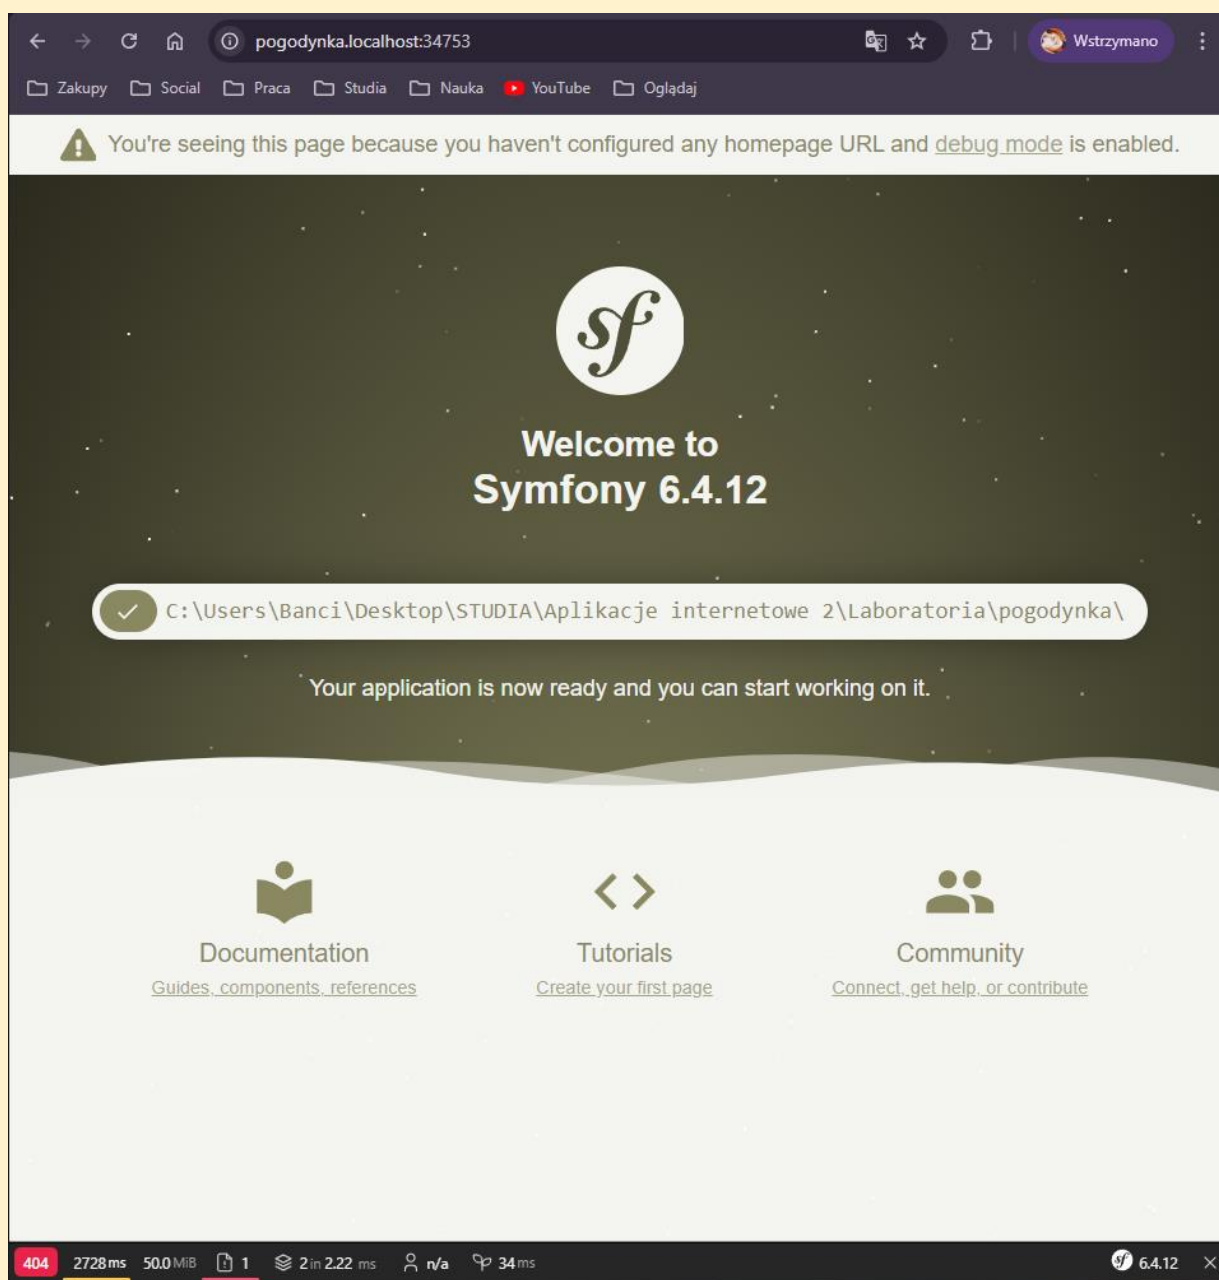 pogodynka.localhost:34753
Wstrzymano
Zakupy Social Praca Studia Nauka YouTube Oglądaj
You're seeing this page because you haven't configured any homepage URL and debug mode is enabled.
sf
Welcome to
Symfony 6.4.12
C:\Users\Banci\Desktop\STUDIA\Aplikacje internetowe 2\Laboratoria\pogodynka\
Your application is now ready and you can start working on it.
Documentation Tutorials Community
Guides, components, references Create your first page Connect, get help, or contribute
404 2728 ms 50.0 MiB 1 2 in 2.22 ms n/a 34 ms sf 6.4.12